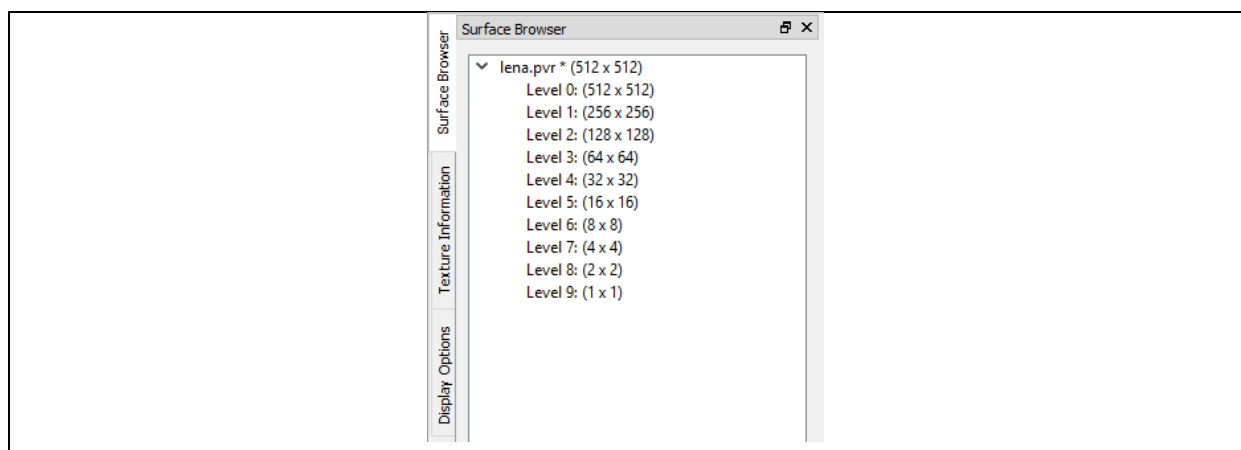 Surface Browser
Texture Information
Display Options
Surface Browser
lena.pvr * (512 x 512)
Level 0: (512 x 512)
Level 1: (256 x 256)
Level 2: (128 x 128)
Level 3: (64 x 64)
Level 4: (32 x 32)
Level 5: (16 x 16)
Level 6: (8 x 8)
Level 7: (4 x 4)
Level 8: (2 x 2)
Level 9: (1 x 1)